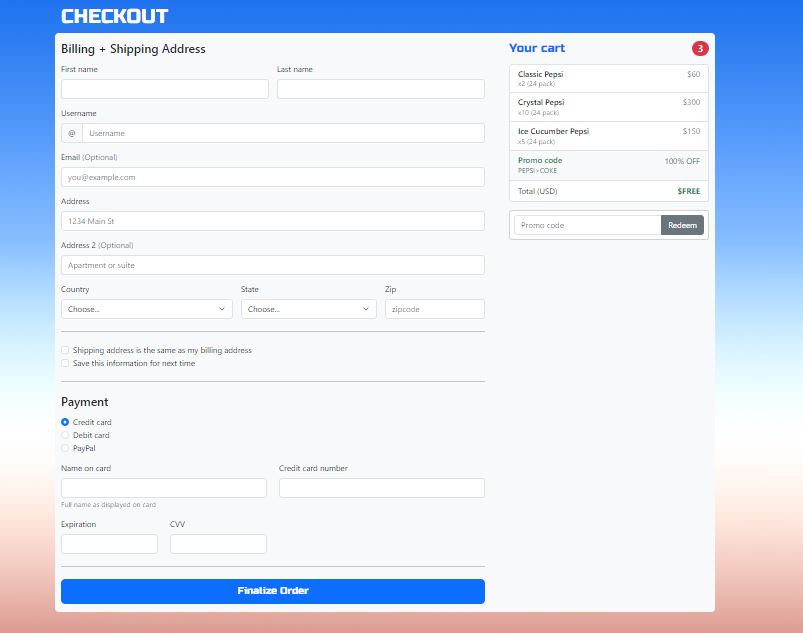 CHECKOUT
Billing + Shipping Address
First name
Last name
Username
@ Username
Email (Optional)
you@example.com
Address
1234 Main St
Address 2 (Optional)
Apartment or suite
Country
State
Zip
Choose...
Choose...
zipcode
Shipping address is the same as my billing address
Save this information for next time
Payment
Credit card
Debit card
PayPal
Name on card
Credit card number
Full name as displayed on card
Expiration
CVV
Finalize Order
Your cart
3
Classic Pepsi $60
x2 (24 pack)
Crystal Pepsi $300
x10 (24 pack)
Ice Cucumber Pepsi $150
x5 (24 pack)
Promo code 100% OFF
PEPSI>COKE
Total (USD) $FREE
Promo code Redeem